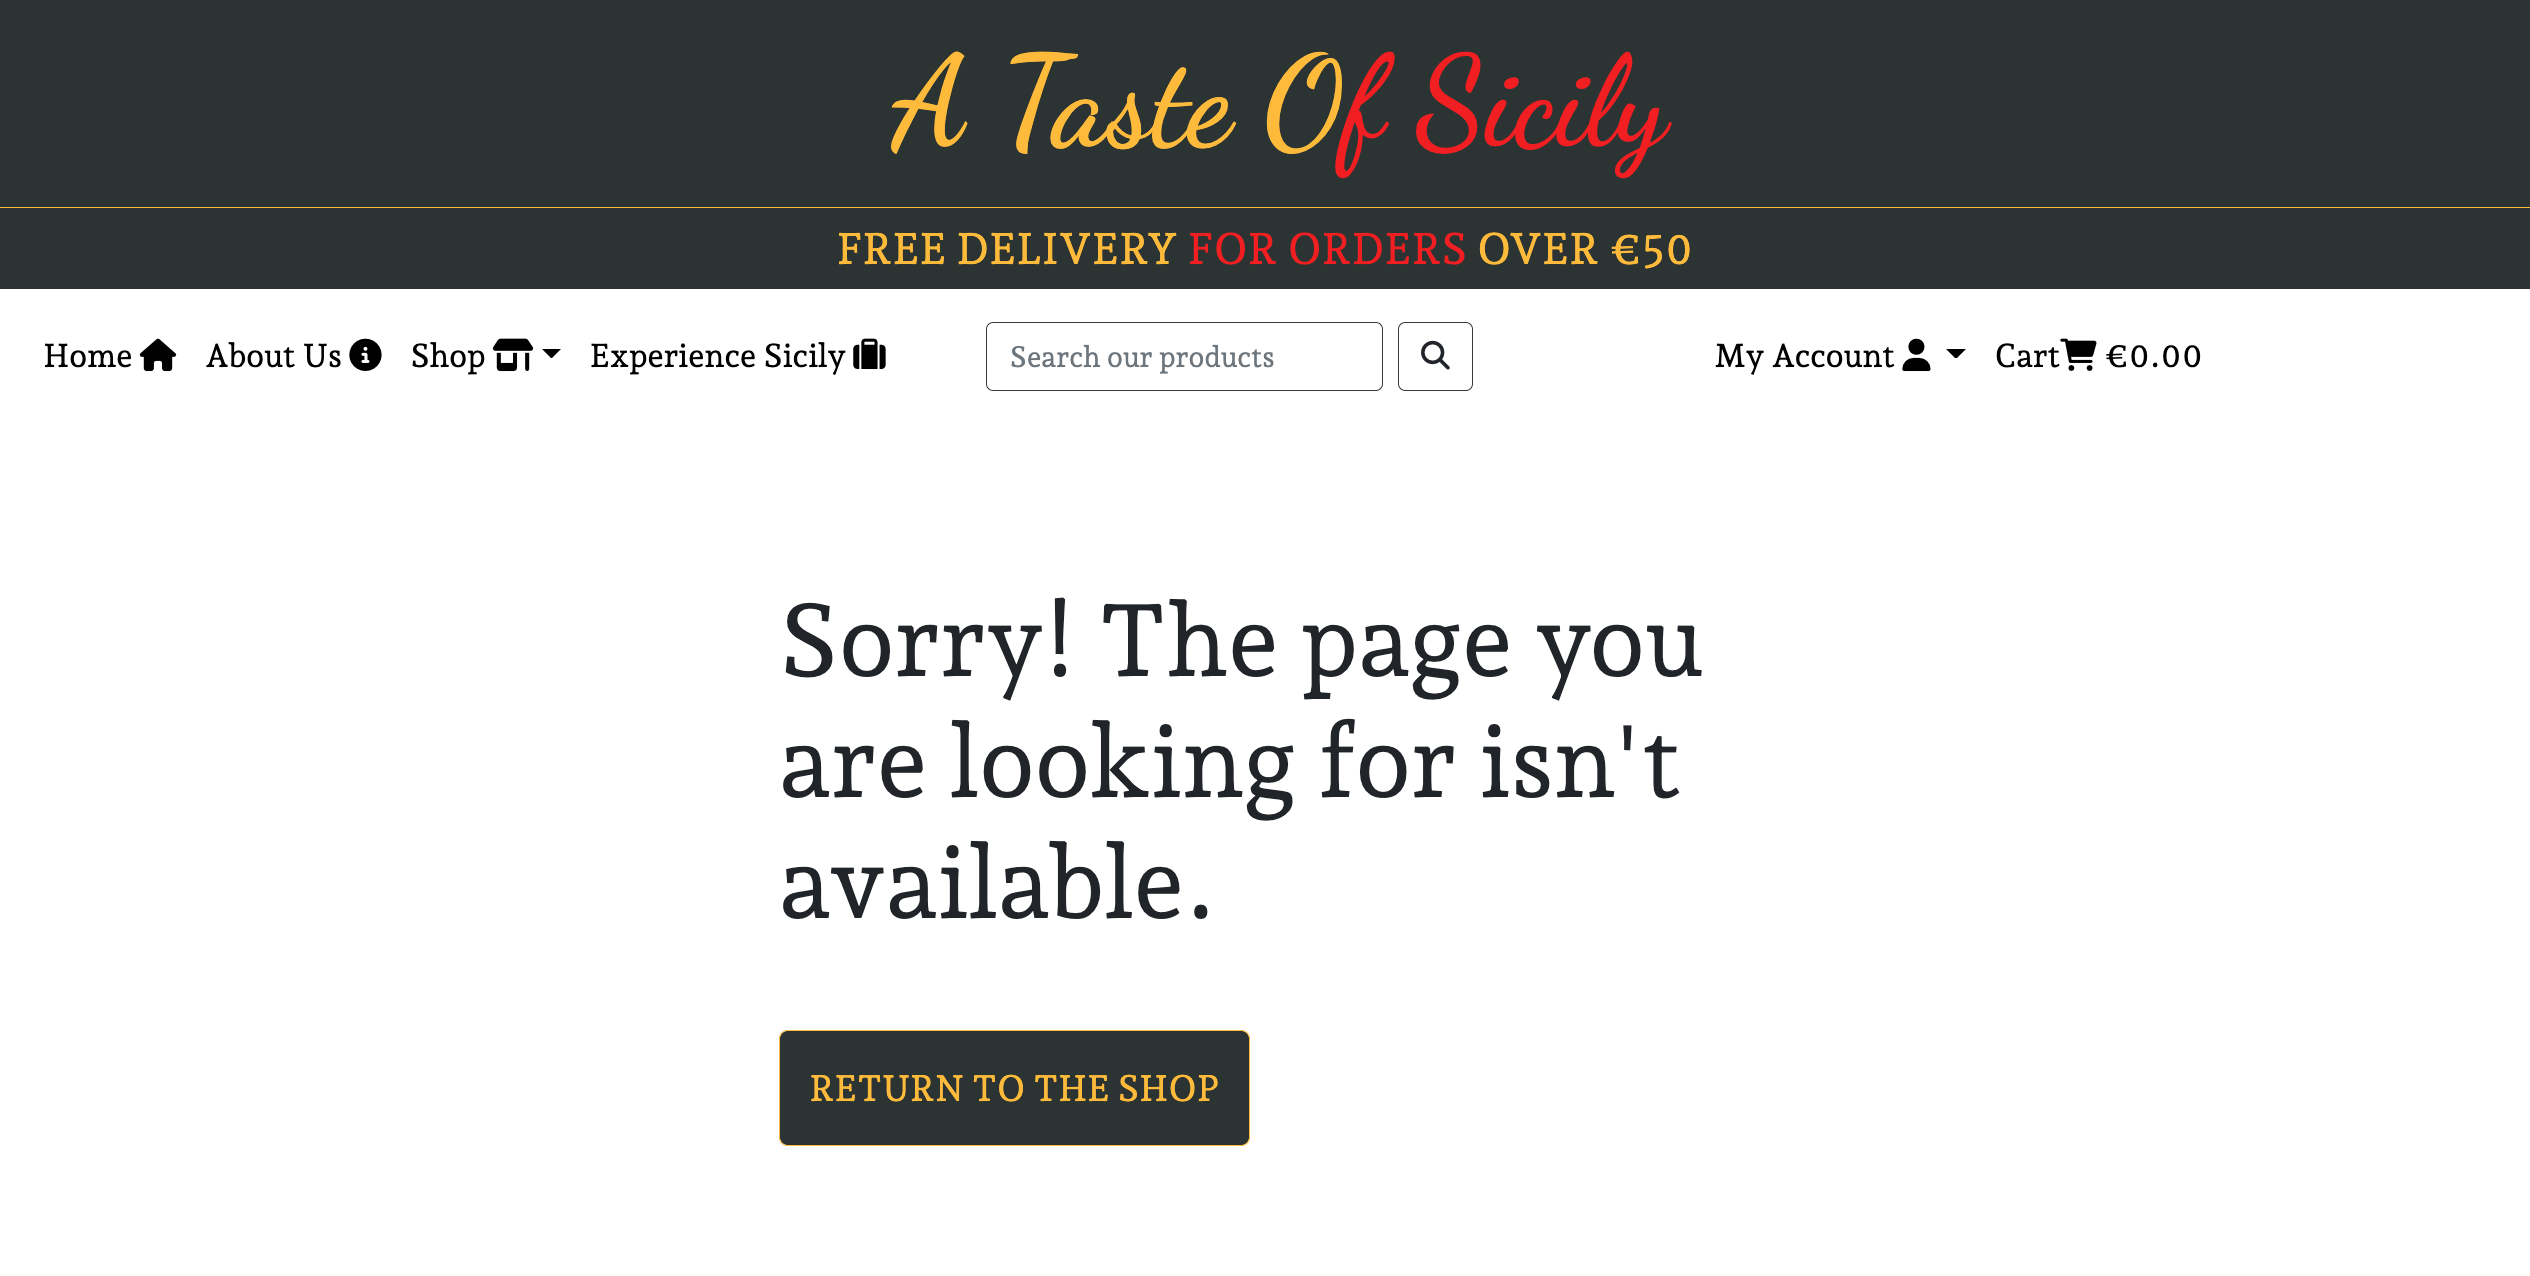 A Taste Of Sicily
FREE DELIVERY FOR ORDERS OVER €50
Home About Us Shop Experience Sicily Search our products My Account Cart €0.00
Sorry! The page you
are looking for isn't
available.
RETURN TO THE SHOP